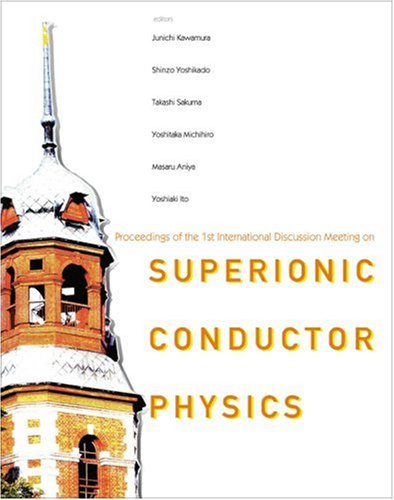 editors
Junichi Kawamura
Shinzo Yoshikado
Takashi Sakuma
Yoshitaka Michihiro
Masaru Aniya
Yoshiaki Ito
Proceedings of the 1st International Discussion Meeting on
SUPERIONIC
CONDUCTOR
PHYSICS